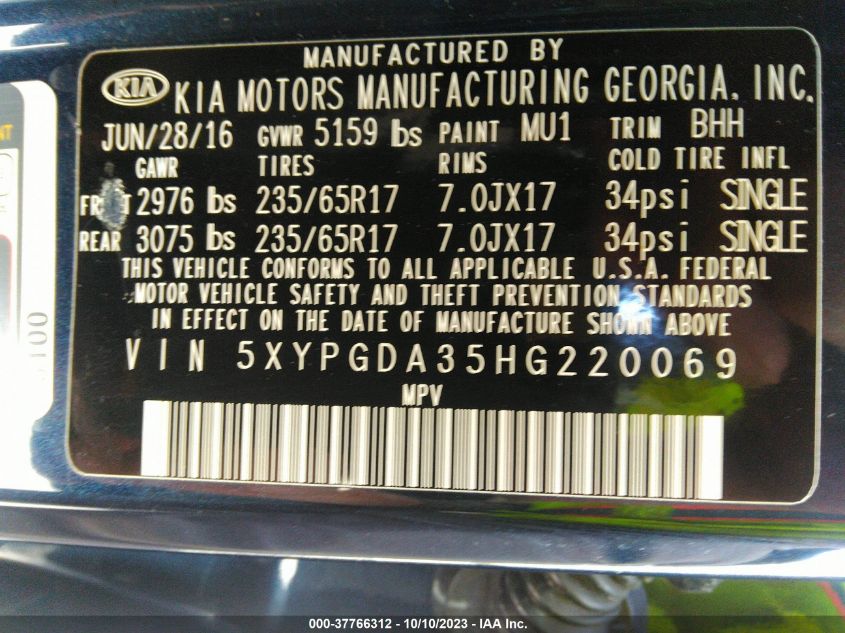 MANUFACTURED BY
KIA KIA MOTORS MANUFACTURING GEORGIA, INC.
JUN/28/16 GVWR 5159 lbs PAINT MU1 TRIM BHH
GAWR TIRES RIMS COLD TIRE INFL
2976 lbs 235/65R17 7.0JX17 34psi SINGLE
REAR 3075 lbs 235/65R17 7.0JX17 34psi SINGLE
THIS VEHICLE CONFORMS TO ALL APPLICABLE U.S.A. FEDERAL
MOTOR VEHICLE SAFETY AND THEFT PREVENTION STANDARDS
IN EFFECT ON THE DATE OF MANUFACTURE SHOWN ABOVE
VIN 5XYPGDA35HG220069
MPV
000-37766312 - 10/10/2023 - IAA Inc.